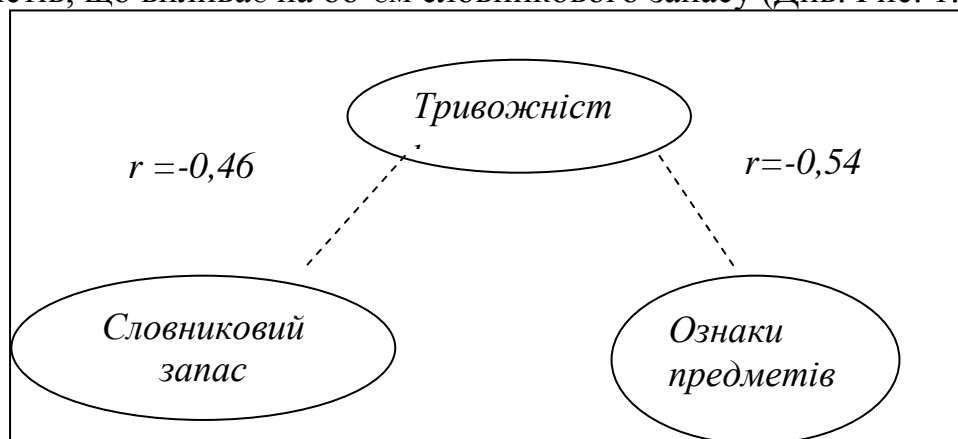 що впливає на об'єм словникового запасу (Див. Рис. 1.
Тривожніст
r =-0,46
r=-0,54
Словниковий
запас
Ознаки
предметів